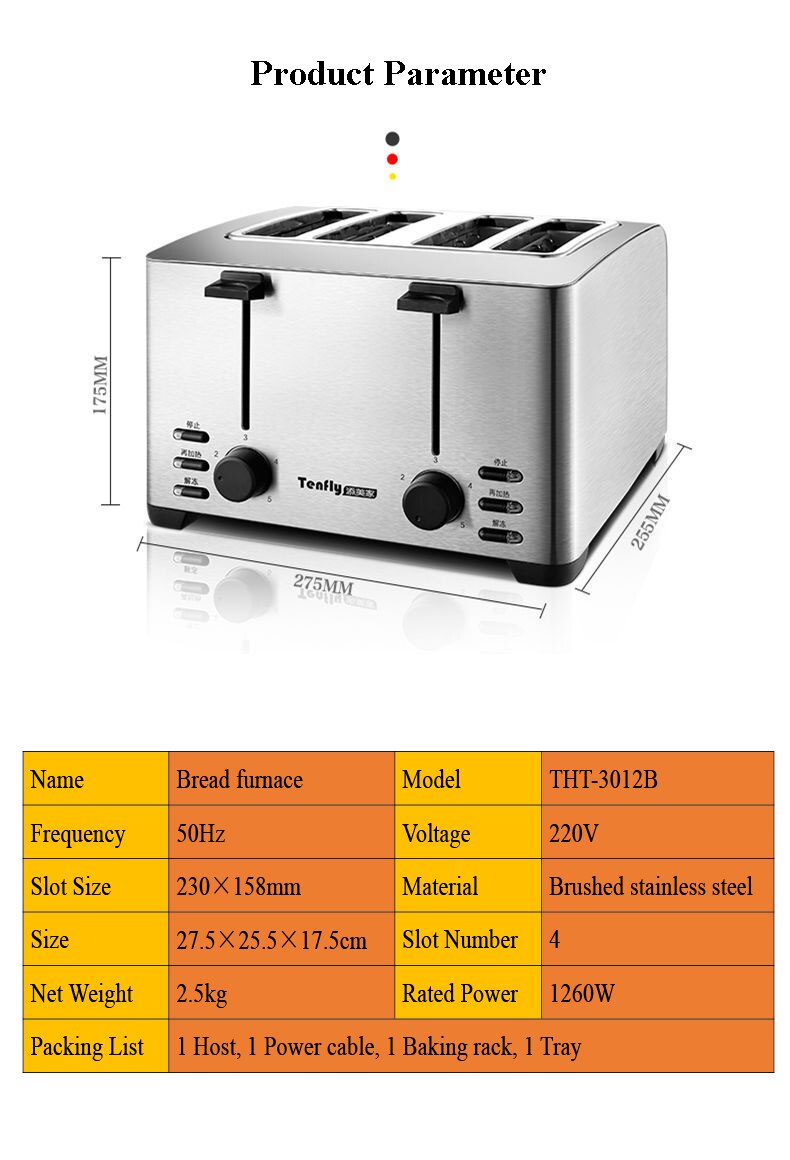 Product Parameter
175MM
停止
再加热
解冻
2
3
4
5
Tenfly 添美家
2
3
4
5
停止
再加热
解冻
275MM
255MM
Name Bread furnace Model THT-3012B
Frequency 50Hz Voltage 220V
Slot Size 230×158mm Material Brushed stainless steel
Size 27.5×25.5×17.5cm Slot Number 4
Net Weight 2.5kg Rated Power 1260W
Packing List 1 Host, 1 Power cable, 1 Baking rack, 1 Tray